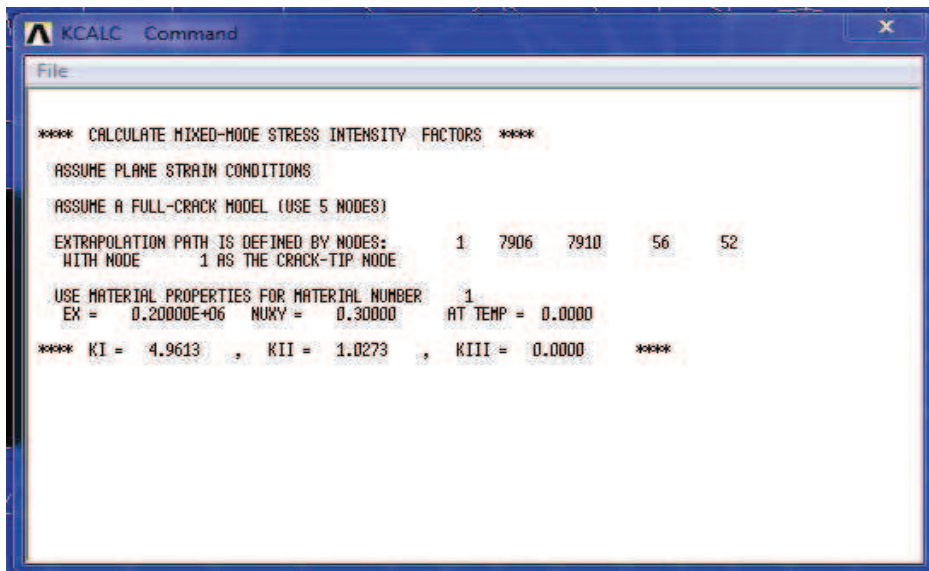 KCALC Command
File
**** CALCULATE MIXED-MODE STRESS INTENSITY FACTORS ****
ASSUME PLANE STRAIN CONDITIONS
ASSUME A FULL-CRACK MODEL (USE 5 NODES)
EXTRAPOLATION PATH IS DEFINED BY NODES: 1 7906 7910 56 52
WITH NODE 1 AS THE CRACK-TIP NODE
USE MATERIAL PROPERTIES FOR MATERIAL NUMBER 1
EX = 0.20000E+06 NUXY = 0.30000 AT TEMP = 0.0000
**** KI = 4.9613 , KII = 1.0273 , KIII = 0.0000 ****